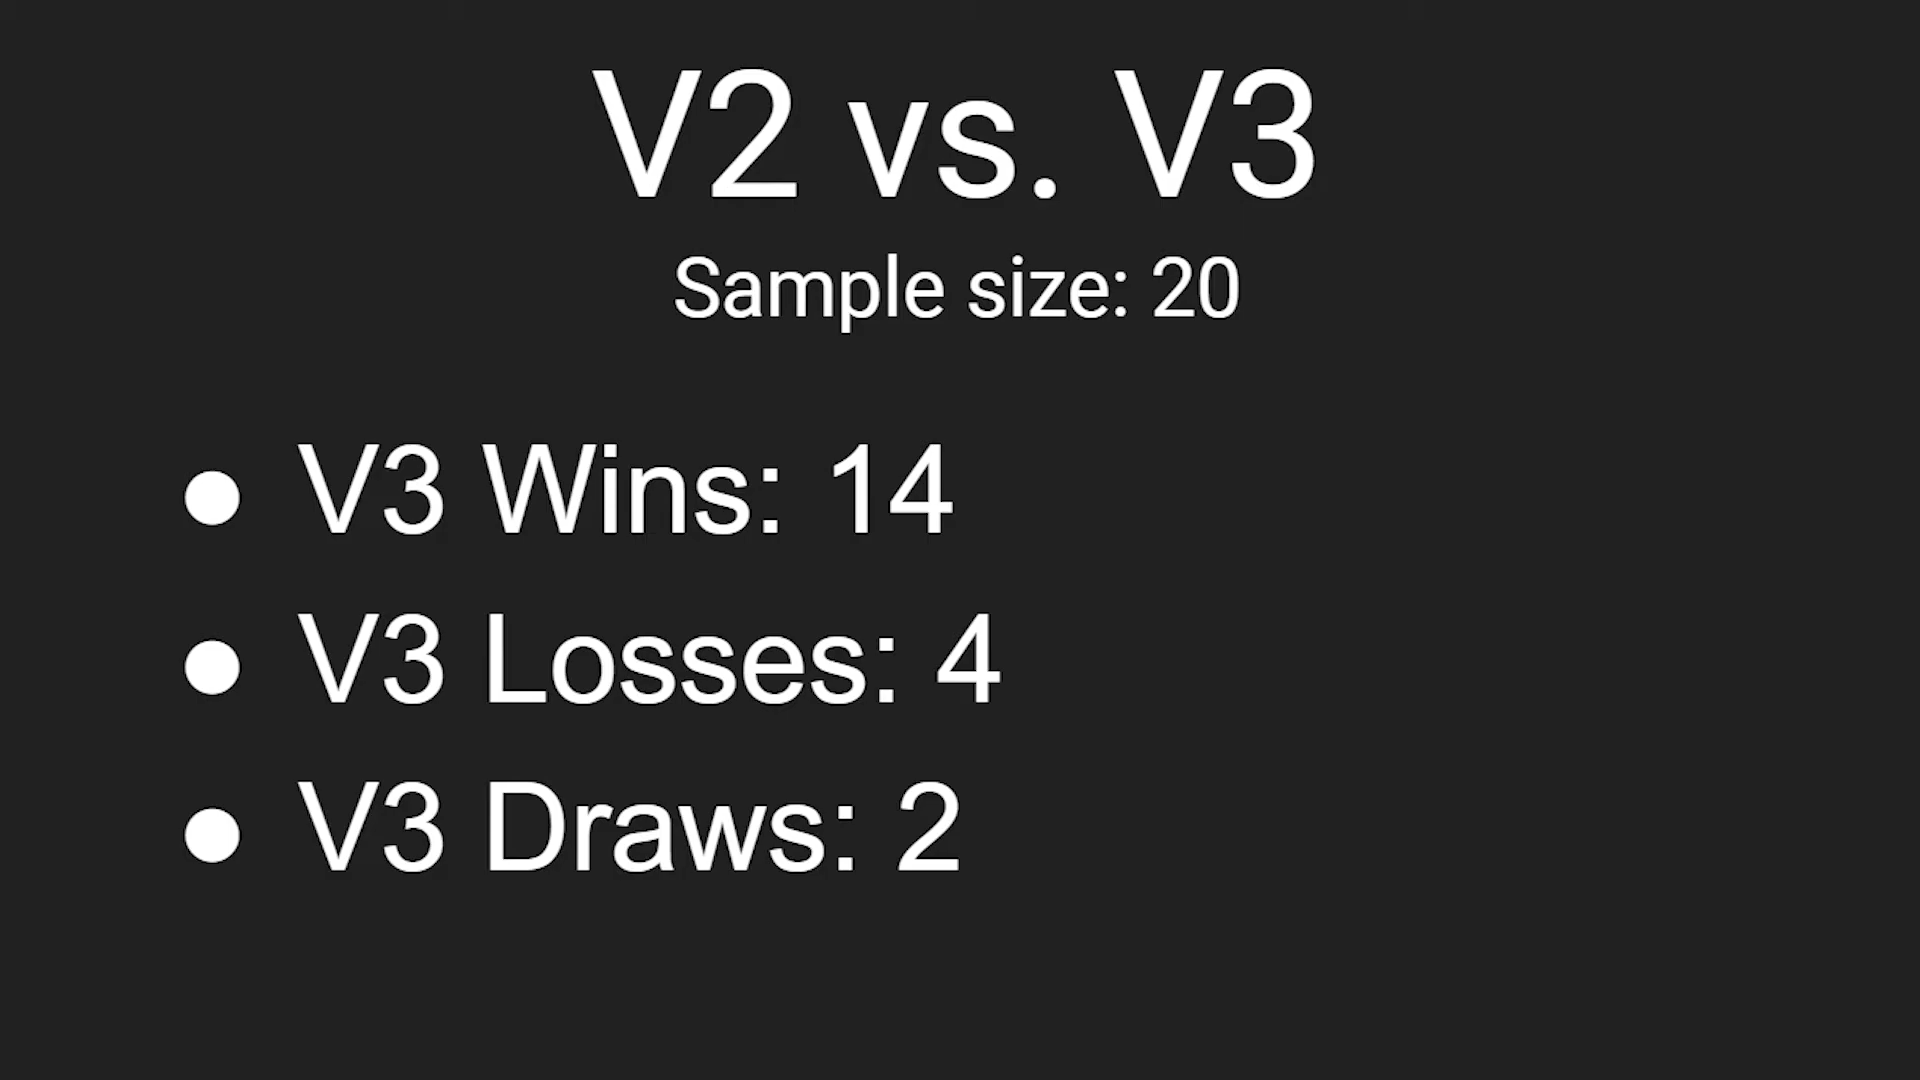 V2 vs. V3
Sample size: 20
● V3 Wins: 14
● V3 Losses: 4
● V3 Draws: 2